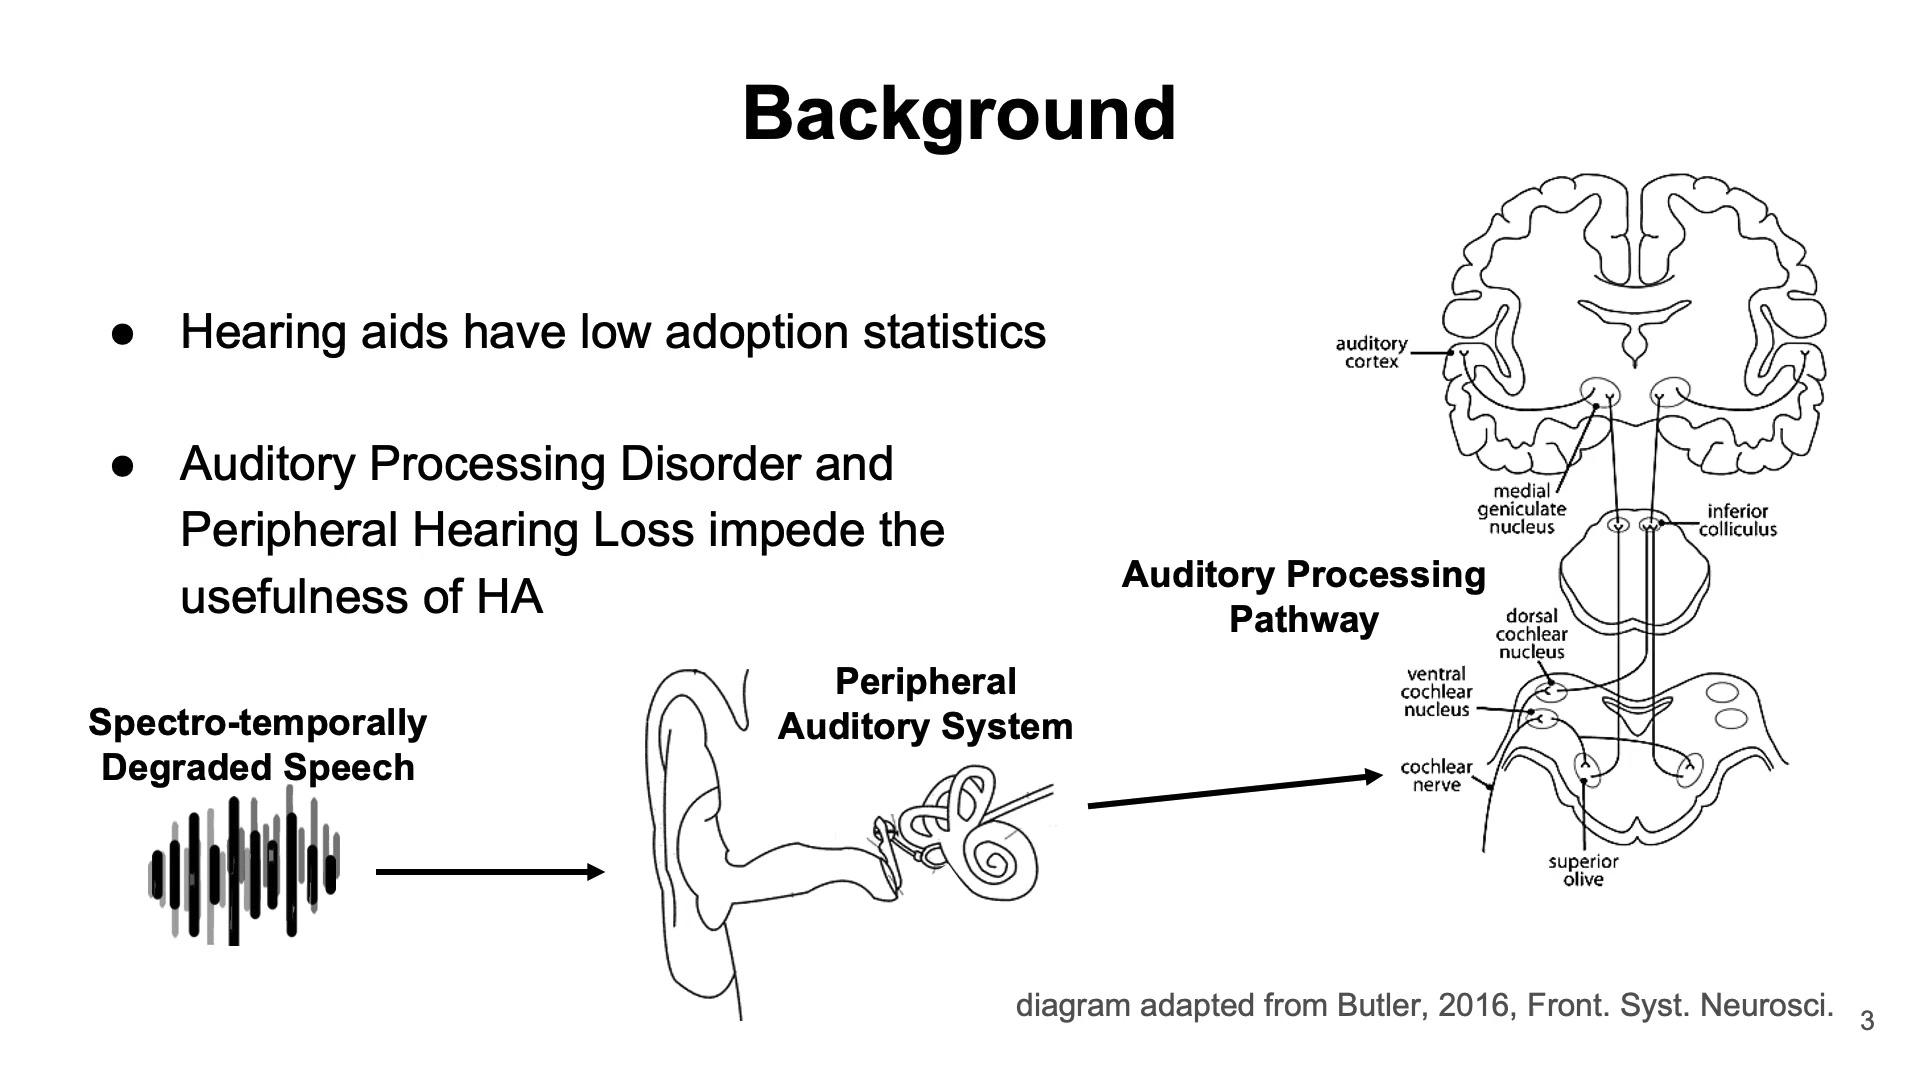 Background
● Hearing aids have low adoption statistics
● Auditory Processing Disorder and
Peripheral Hearing Loss impede the
usefulness of HA
Spectro-temporally
Degraded Speech
Peripheral
Auditory System
Auditory Processing
Pathway
auditory
cortex
medial
geniculate
nucleus
inferior
colliculus
dorsal
cochlear
nucleus
ventral
cochlear
nucleus
cochlear
nerve
superior
olive
diagram adapted from Butler, 2016, Front. Syst. Neurosci.
3